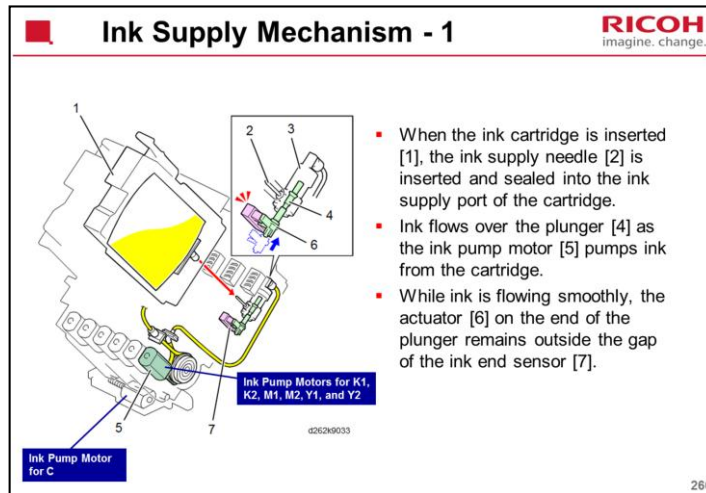 Ink Supply Mechanism - 1
RICOH
imagine. change.
1
2
3
4
6
5
7
Ink Pump Motors for K1,
K2, M1, M2, Y1, and Y2
d262k9033
Ink Pump Motor
for C
▪ When the ink cartridge is inserted
[1], the ink supply needle [2] is
inserted and sealed into the ink
supply port of the cartridge.
▪ Ink flows over the plunger [4] as
the ink pump motor [5] pumps ink
from the cartridge.
▪ While ink is flowing smoothly, the
actuator [6] on the end of the
plunger remains outside the gap
of the ink end sensor [7].